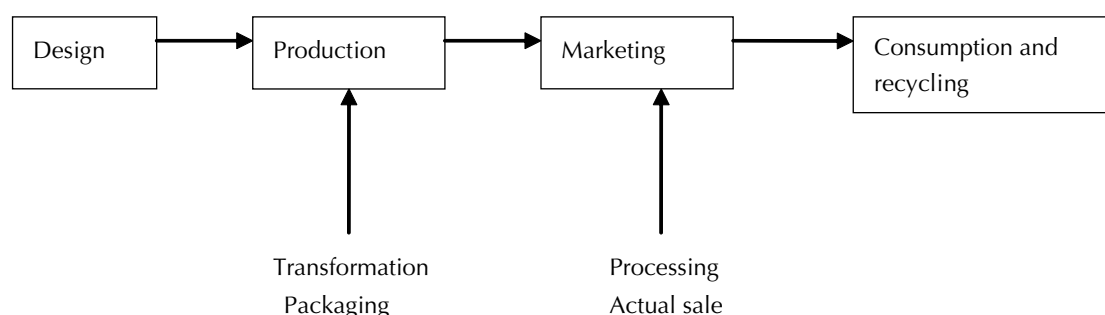 Design
Production
Marketing
Consumption and
recycling
Transformation
Packaging
Processing
Actual sale